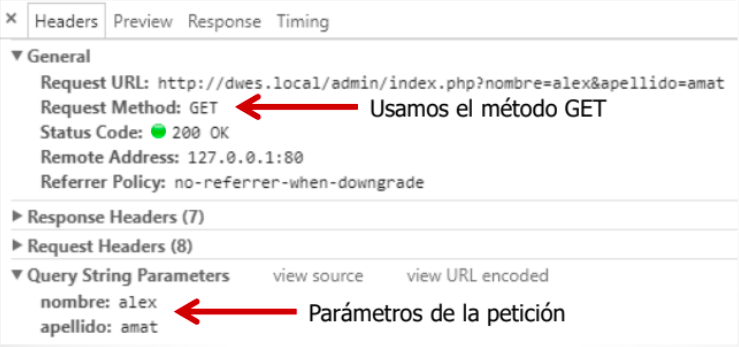 × Headers Preview Response Timing
▼ General
Request URL: http://dwes.local/admin/index.php?nombre=alex&apellido=amat
Request Method: GET Usamos el método GET
Status Code: 200 OK
Remote Address: 127.0.0.1:80
Referrer Policy: no-referrer-when-downgrade
▶ Response Headers (7)
▶ Request Headers (8)
▼ Query String Parameters view source view URL encoded
nombre: alex
Parámetros de la petición
apellido: amat